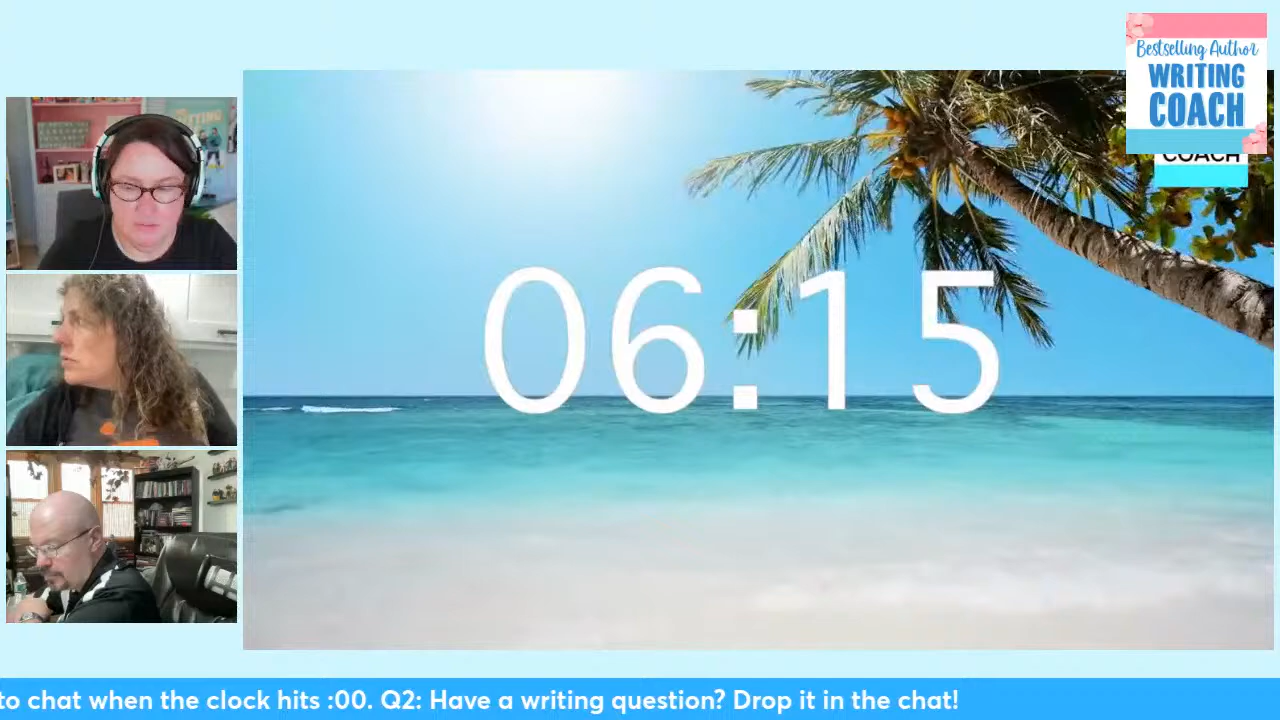 Bestselling Author
WRITING
COACH
COACH
06:15
to chat when the clock hits :00. Q2: Have a writing question? Drop it in the chat!